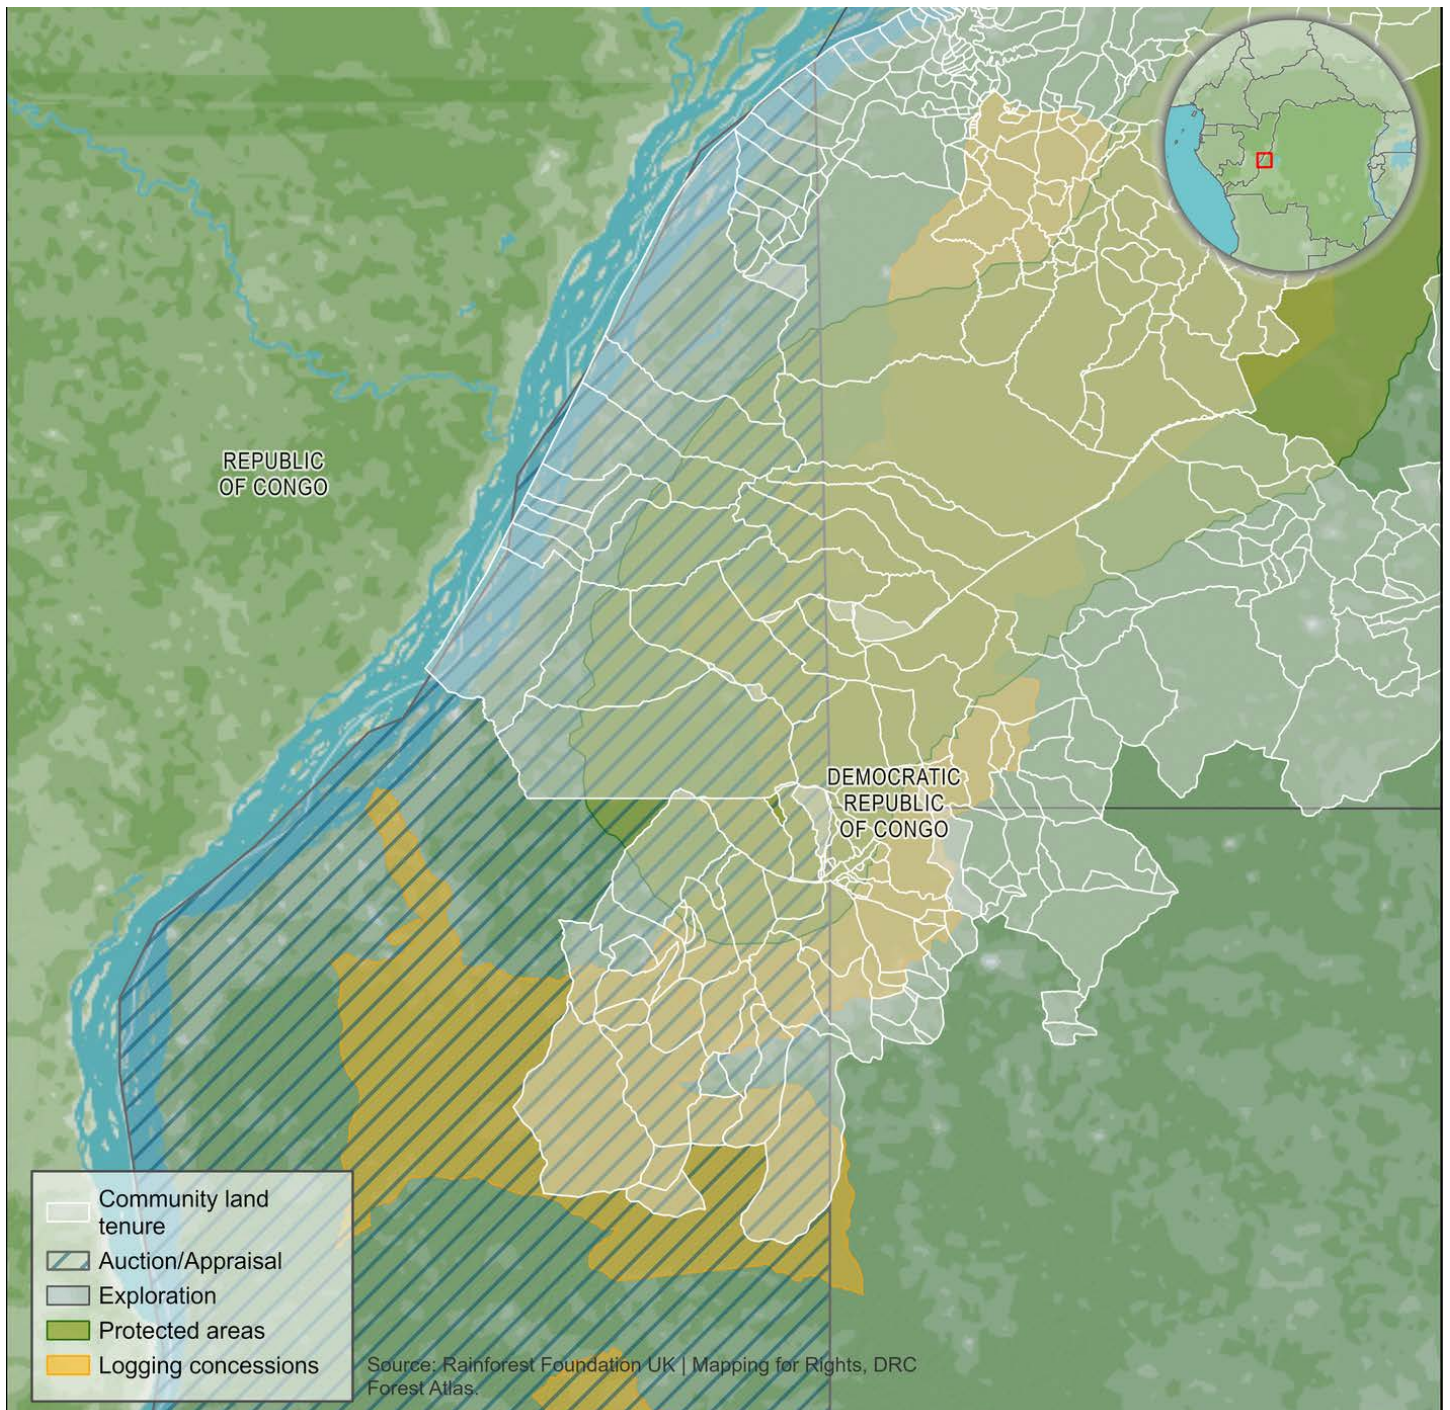 REPUBLIC
OF CONGO
DEMOCRATIC
REPUBLIC
OF CONGO
Community land
tenure
Auction/Appraisal
Exploration
Protected areas
Logging concessions
Source: Rainforest Foundation UK | Mapping for Rights, DRC
Forest Atlas.